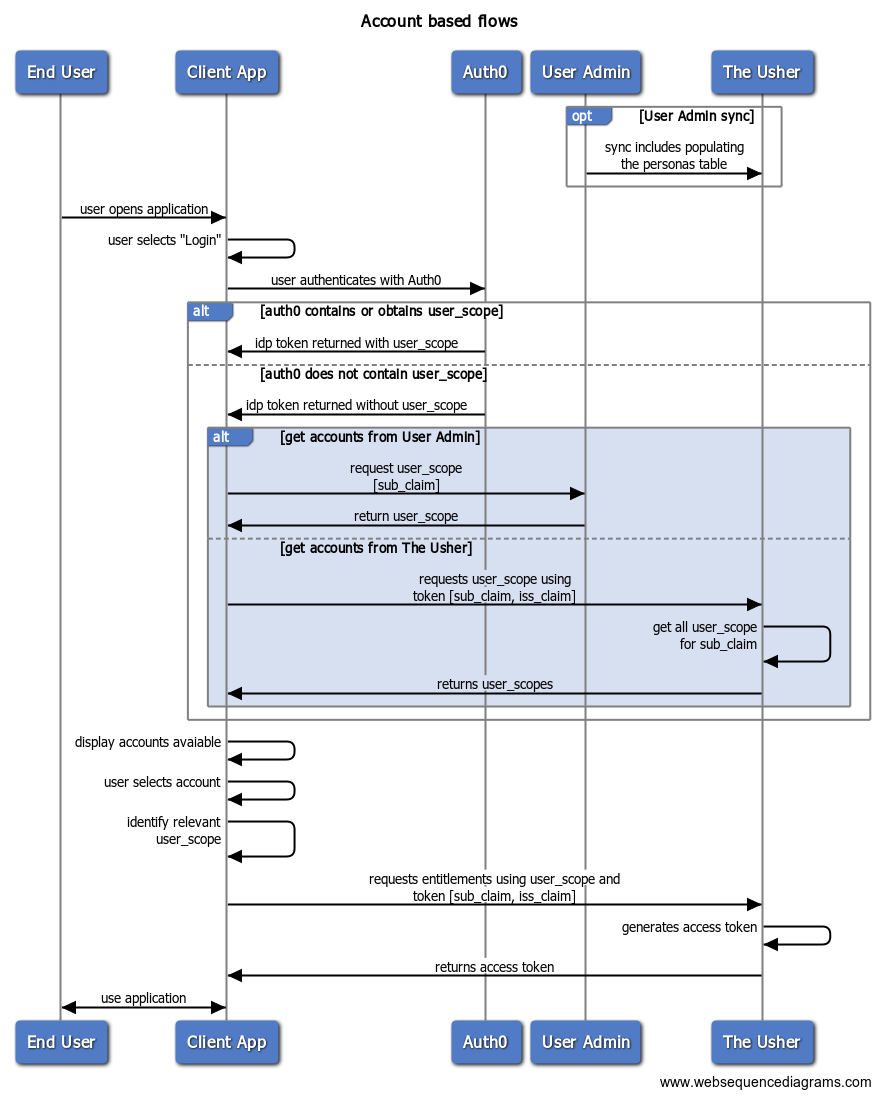 Account based flows
End User
Client App
Auth0
User Admin
The Usher
opt
[User Admin sync]
sync includes populating
the personas table
user opens application
user selects "Login"
user authenticates with Auth0
alt
[auth0 contains or obtains user_scope]
idp token returned with user_scope
[auth0 does not contain user_scope]
idp token returned without user_scope
alt
[get accounts from User Admin]
request user_scope
[sub_claim]
return user_scope
[get accounts from The Usher]
requests user_scope using
token [sub_claim, iss_claim]
get all user_scope
for sub_claim
returns user_scopes
display accounts avaiable
user selects account
identify relevant
user_scope
requests entitlements using user_scope and
token [sub_claim, iss_claim]
generates access token
returns access token
use application
End User
Client App
Auth0
User Admin
The Usher
www.websequencediagrams.com